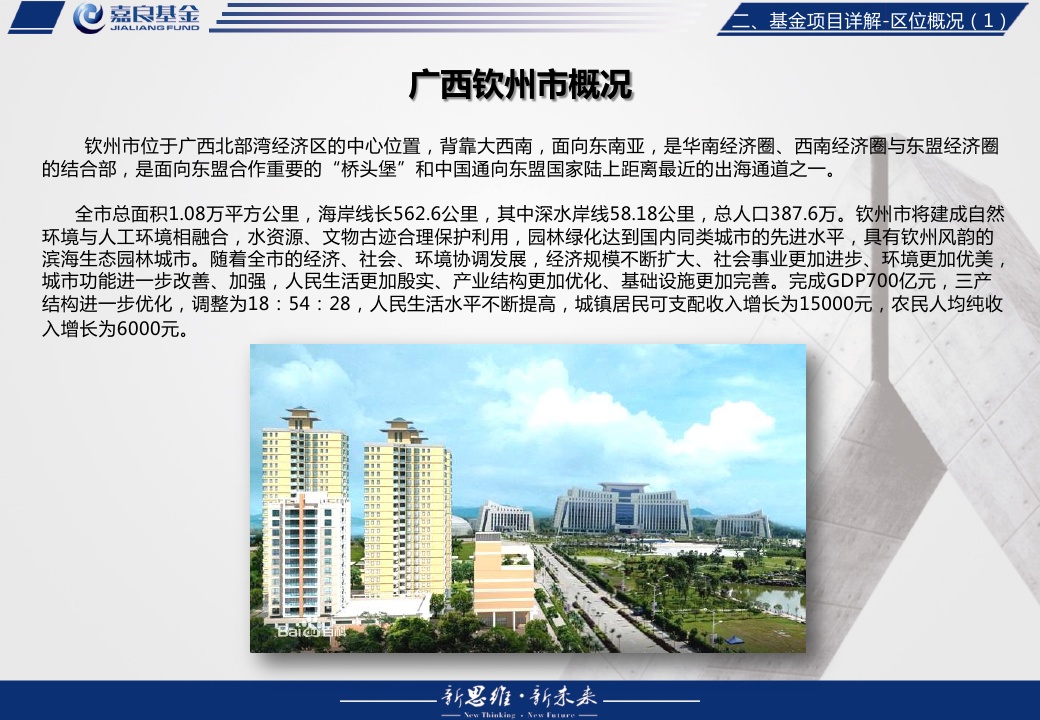 嘉良基金
JIALIANG FUND
二、基金项目详解-区位概况（1）
广西钦州市概况
钦州市位于广西北部湾经济区的中心位置，背靠大西南，面向东南亚，是华南经济圈、西南经济圈与东盟经济圈
的结合部，是面向东盟合作重要的“桥头堡”和中国通向东盟国家陆上距离最近的出海通道之一。
全市总面积1.08万平方公里，海岸线长562.6公里，其中深水岸线58.18公里，总人口387.6万。钦州市将建成自然
环境与人工环境相融合，水资源、文物古迹合理保护利用，园林绿化达到国内同类城市的先进水平，具有钦州风韵的
滨海生态园林城市。随着全市的经济、社会、环境协调发展，经济规模不断扩大、社会事业更加进步、环境更加优美，
城市功能进一步改善、加强，人民生活更加殷实、产业结构更加优化、基础设施更加完善。完成GDP700亿元，三产
结构进一步优化，调整为18：54：28，人民生活水平不断提高，城镇居民可支配收入增长为15000元，农民人均纯收
入增长为6000元。
Bai百科
新思维·新未来
New Thinking · New Future